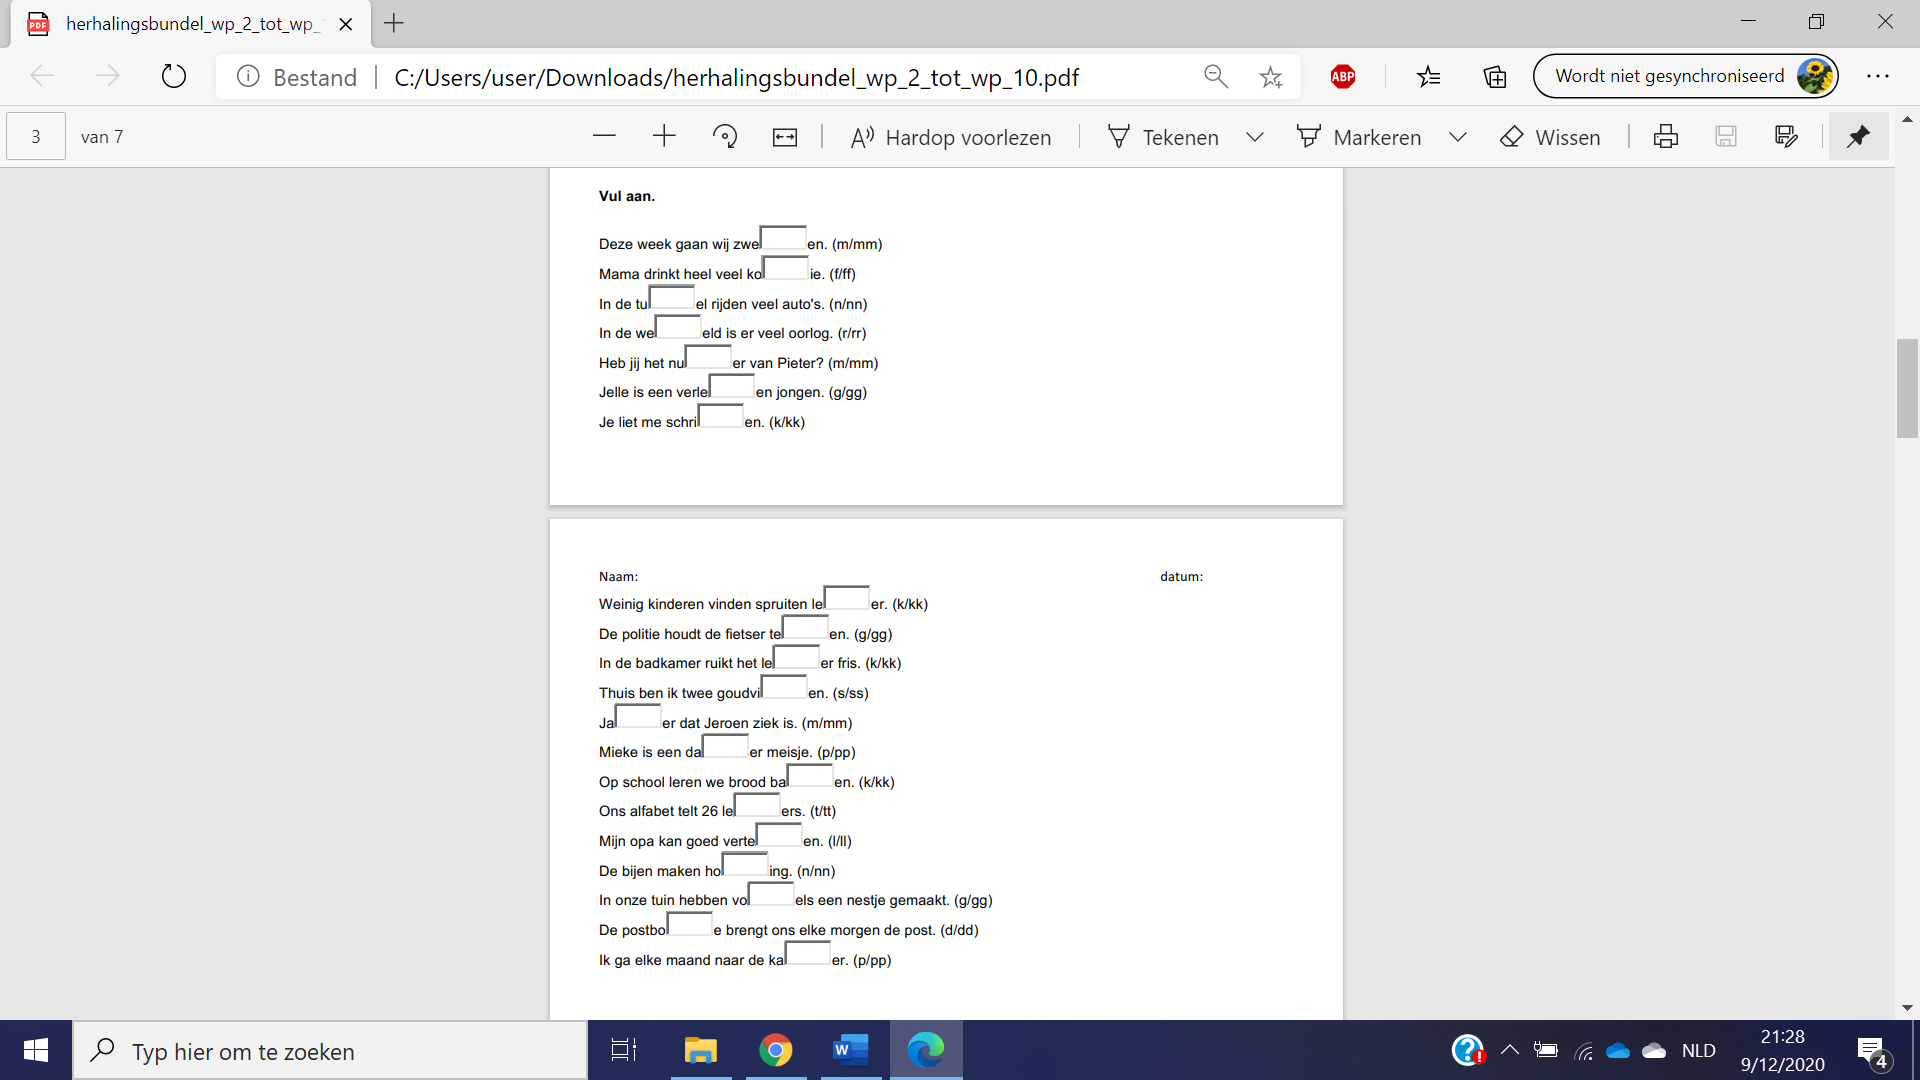 herhalingsbundel_wp_2_tot_wp_
Bestand | C:/Users/user/Downloads/herhalingsbundel_wp_2_tot_wp_10.pdf
ABP
Wordt niet gesynchroniseerd
3 van 7
Hardop voorlezen
Tekenen
Markeren
Wissen
Vul aan.
Deze week gaan wij zwe en. (m/mm)
Mama drinkt heel veel ko ie. (f/ff)
In de tu el rijden veel auto's. (n/nn)
In de we eld is er veel oorlog. (r/rr)
Heb jij het nu er van Pieter? (m/mm)
Jelle is een verle en jongen. (g/gg)
Je liet me schri en. (k/kk)
Naam: datum:
Weinig kinderen vinden spruiten le er. (k/kk)
De politie houdt de fietser te en. (g/gg)
In de badkamer ruikt het le er fris. (k/kk)
Thuis ben ik twee goudvi en. (s/ss)
Ja er dat Jeroen ziek is. (m/mm)
Mieke is een da er meisje. (p/pp)
Op school leren we brood ba en. (k/kk)
Ons alfabet telt 26 le ers. (t/tt)
Mijn opa kan goed verte en. (l/ll)
De bijen maken ho ing. (n/nn)
In onze tuin hebben vo els een nestje gemaakt. (g/gg)
De postbo e brengt ons elke morgen de post. (d/dd)
Ik ga elke maand naar de ka er. (p/pp)
Typ hier om te zoeken
NLD
21:28
9/12/2020
4